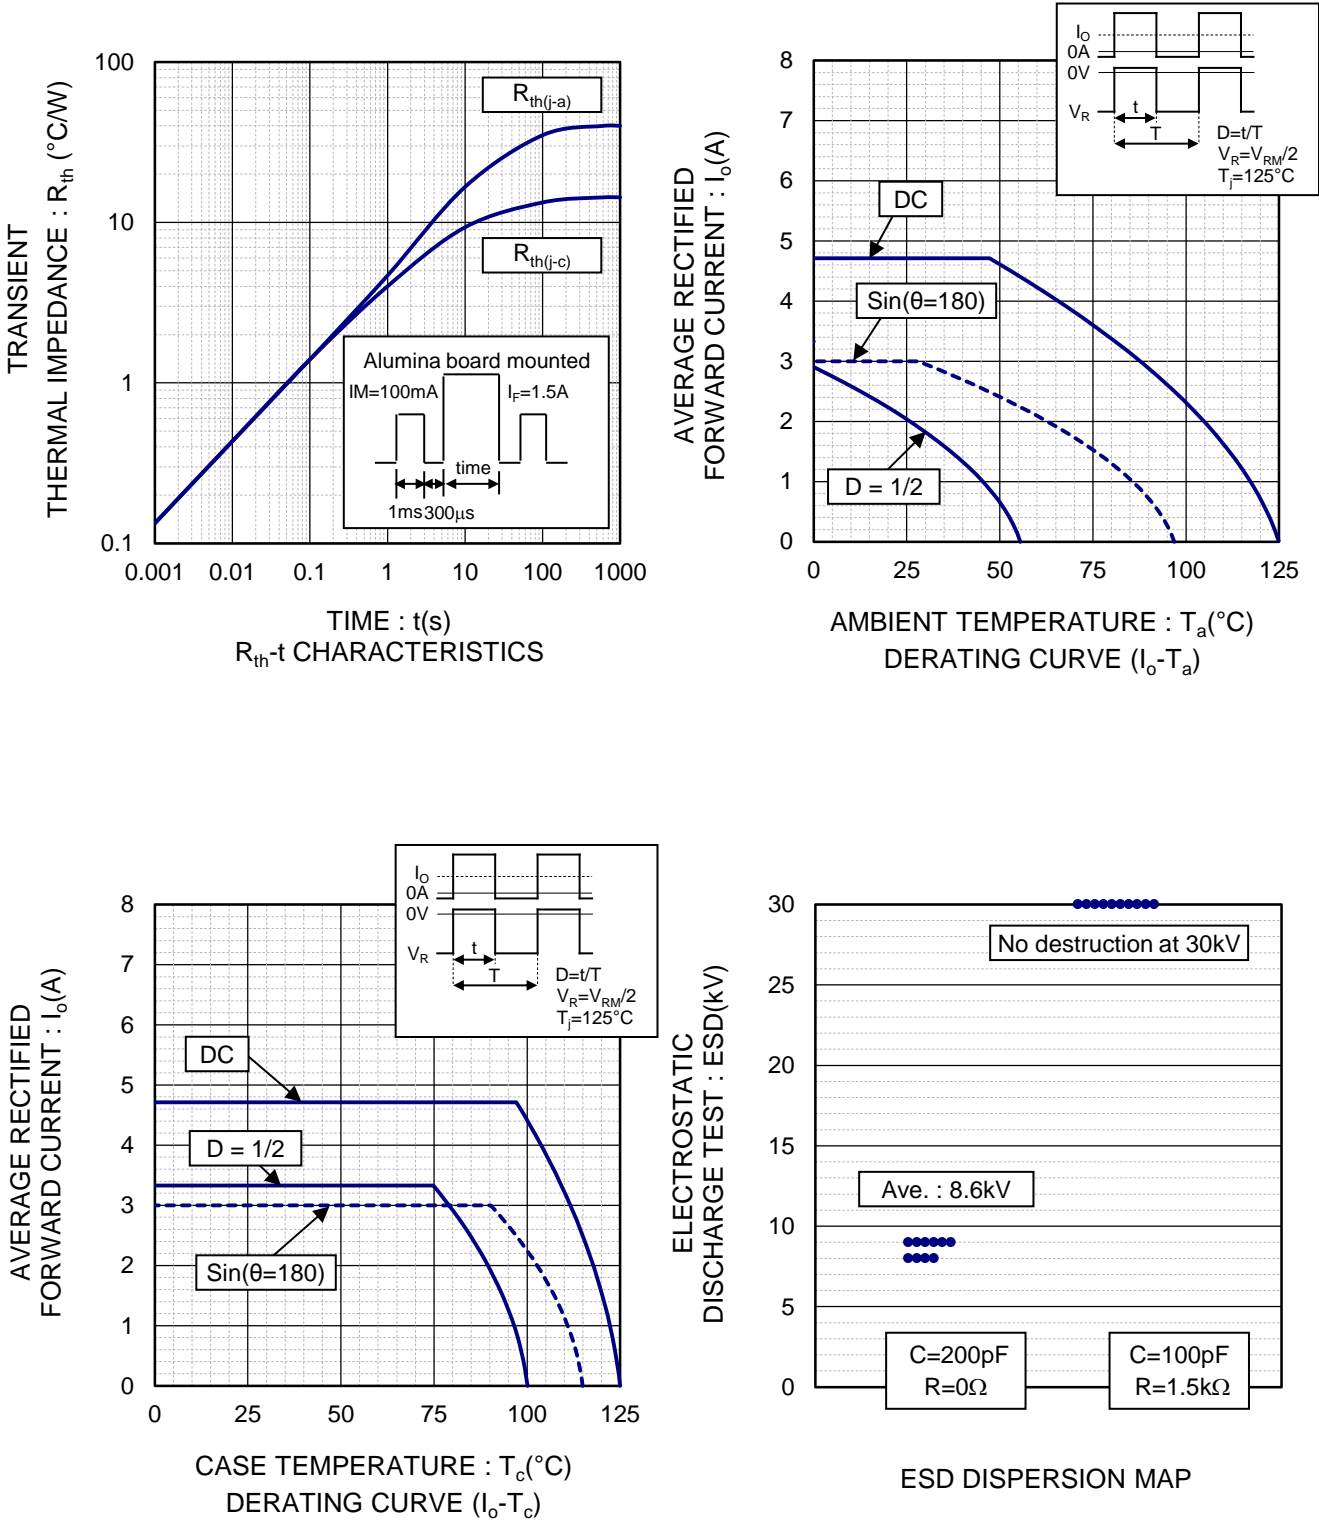 TRANSIENT
THERMAL IMPEDANCE : Rth (°C/W)
100
10
1
0.1
0.001 0.01 0.1 1 10 100 1000
Rth(j-a)
Rth(j-c)
Alumina board mounted
IM=100mA IF=1.5A
time
1ms 300μs
TIME : t(s)
Rth-t CHARACTERISTICS
AVERAGE RECTIFIED
FORWARD CURRENT : Io(A)
8
7
6
5
4
3
2
1
0
0 25 50 75 100 125
IO
0A
0V
VR
t
T
D=t/T
VR=VRM/2
Tj=125°C
DC
Sin(θ=180)
D = 1/2
AMBIENT TEMPERATURE : Ta(°C)
DERATING CURVE (Io-Ta)
AVERAGE RECTIFIED
FORWARD CURRENT : Io(A)
8
7
6
5
4
3
2
1
0
0 25 50 75 100 125
IO
0A
0V
VR
t
T
D=t/T
VR=VRM/2
Tj=125°C
DC
D = 1/2
Sin(θ=180)
CASE TEMPERATURE : Tc(°C)
DERATING CURVE (Io-Tc)
ELECTROSTATIC
DISCHARGE TEST : ESD(kV)
30
25
20
15
10
5
0
No destruction at 30kV
Ave. : 8.6kV
C=200pF
R=0Ω
C=100pF
R=1.5kΩ
ESD DISPERSION MAP